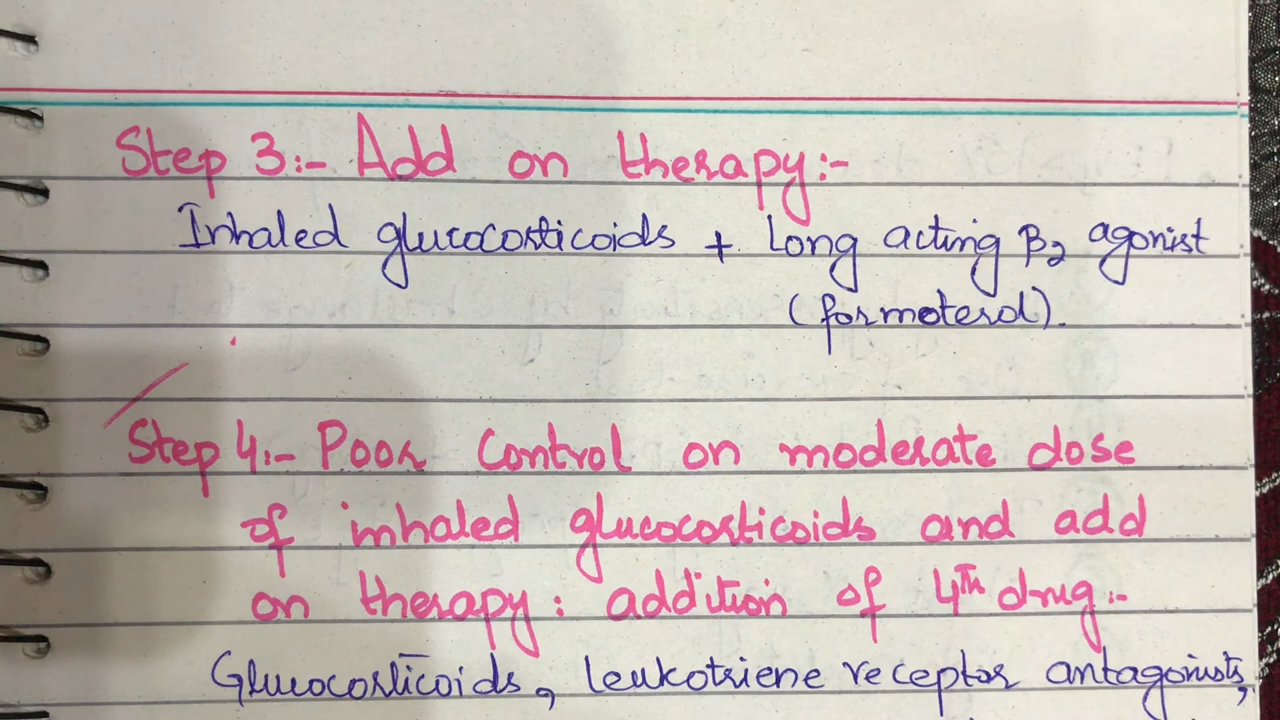 Step 3:- Add on therapy:-
Inhaled glucocorticoids + Long acting β2 agonist
(formoterol).
Step 4:- Poor Control on moderate dose
of inhaled glucocorticoids and add
on therapy: addition of 4th drug:-
Glucocorticoids, leukotriene receptor antagonists,